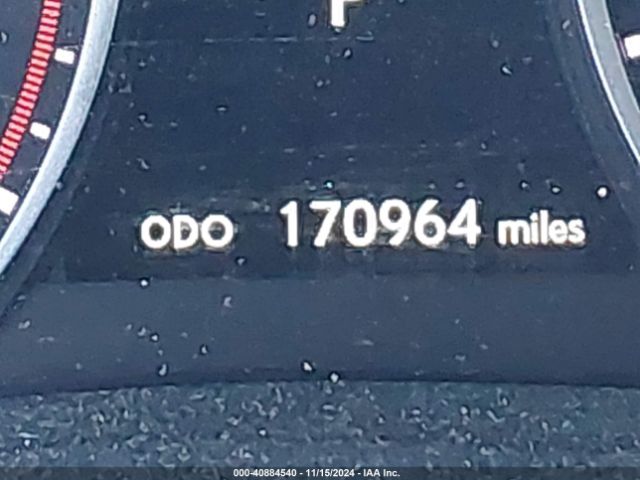 ODO 170964 miles
000-40884540 - 11/15/2024 - IAA Inc.